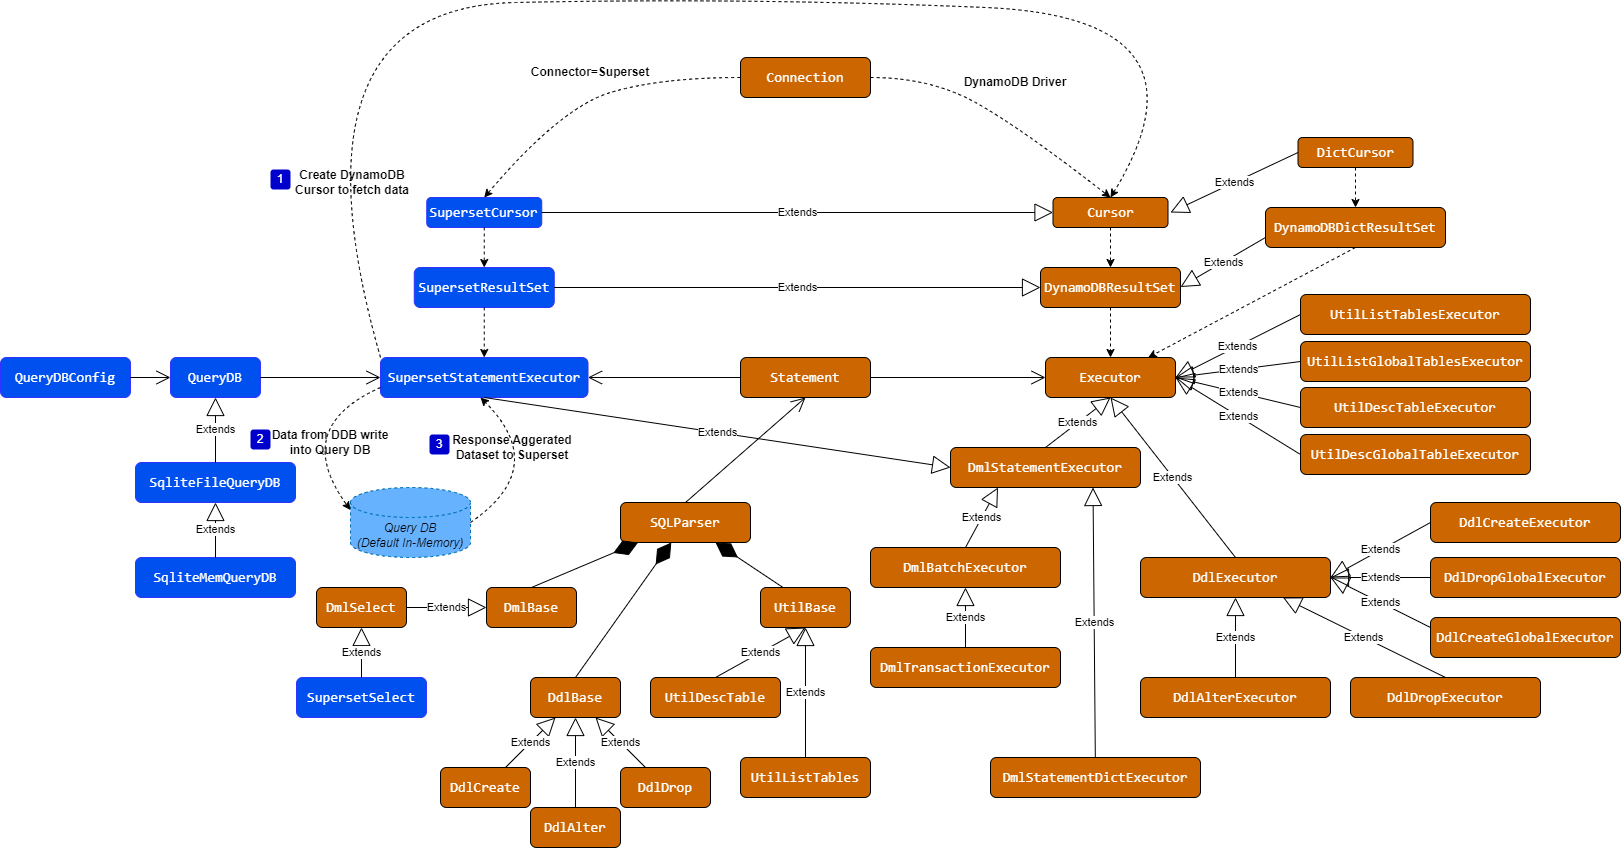 Connection
Connector=Superset
DynamoDB Driver
DictCursor
1
Create DynamoDB
Cursor to fetch data
Extends
SupersetCursor
Extends
Cursor
DynamoDBDictResultSet
Extends
SupersetResultSet
Extends
DynamoDBResultSet
UtilListTablesExecutor
Extends
UtilListGlobalTablesExecutor
Extends
QueryDBConfig
QueryDB
SupersetStatementExecutor
Statement
Executor
Extends
UtilDescTableExecutor
Extends
UtilDescGlobalTableExecutor
Extends
2
Data from DDB write
into Query DB
3
Response Aggerated
Dataset to Superset
Extends
Extends
DmlStatementExecutor
Extends
SqliteFileQueryDB
Extends
Query DB
(Default In-Memory)
SQLParser
Extends
DdlCreateExecutor
Extends
SqliteMemQueryDB
DmlBatchExecutor
DdlExecutor
Extends
DdlDropGlobalExecutor
Extends
DmlSelect
Extends
DmlBase
UtilBase
Extends
Extends
DdlCreateGlobalExecutor
Extends
Extends
Extends
Extends
DmlTransactionExecutor
SupersetSelect
DdlBase
UtilDescTable
Extends
DdlAlterExecutor
DdlDropExecutor
Extends
Extends
Extends
DdlCreate
DdlDrop
UtilListTables
DmlStatementDictExecutor
DdlAlter